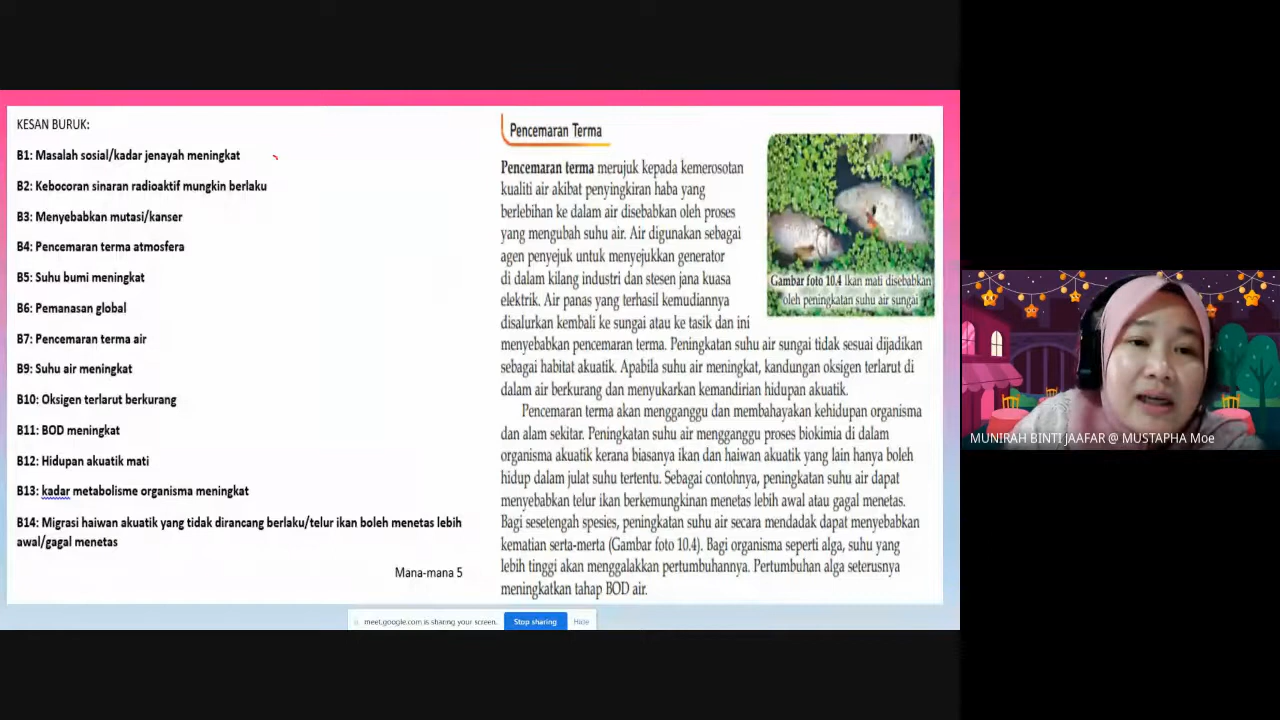 KESAN BURUK:
B1: Masalah sosial/kadar jenayah meningkat
B2: Kebocoran sinaran radioaktif mungkin berlaku
B3: Menyebabkan mutasi/kanser
B4: Pencemaran terma atmosfera
B5: Suhu bumi meningkat
B6: Pemanasan global
B7: Pencemaran terma air
B9: Suhu air meningkat
B10: Oksigen terlarut berkurang
B11: BOD meningkat
B12: Hidupan akuatik mati
B13: kadar metabolisme organisma meningkat
B14: Migrasi haiwan akuatik yang tidak dirancang berlaku/telur ikan boleh menetas lebih
awal/gagal menetas
Mana-mana 5
Pencemaran Terma
Pencemaran terma merujuk kepada kemerosotan
kualiti air akibat penyingkiran haba yang
berlebihan ke dalam air disebabkan oleh proses
yang mengubah suhu air. Air digunakan sebagai
agen penyejuk untuk menyejukkan generator
di dalam kilang industri dan stesen jana kuasa
elektrik. Air panas yang terhasil kemudiannya
disalurkan kembali ke sungai atau ke tasik dan ini
menyebabkan pencemaran terma. Peningkatan suhu air sungai tidak sesuai dijadikan
sebagai habitat akuatik. Apabila suhu air meningkat, kandungan oksigen terlarut di
dalam air berkurang dan menyukarkan kemandirian hidupan akuatik.
Pencemaran terma akan mengganggu dan membahayakan kehidupan organisma
dan alam sekitar. Peningkatan suhu air mengganggu proses biokimia di dalam
organisma akuatik kerana biasanya ikan dan haiwan akuatik yang lain hanya boleh
hidup dalam julat suhu tertentu. Sebagai contohnya, peningkatan suhu air dapat
menyebabkan telur ikan berkemungkinan menetas lebih awal atau gagal menetas.
Bagi sesetengah spesies, peningkatan suhu air secara mendadak dapat menyebabkan
kematian serta-merta (Gambar foto 10.4). Bagi organisma seperti alga, suhu yang
lebih tinggi akan menggalakkan pertumbuhannya. Pertumbuhan alga seterusnya
meningkatkan tahap BOD air.
Gambar foto 10.4 Ikan mati disebabkan
oleh peningkatan suhu air sungai
meet.google.com is sharing your screen.
Stop sharing
Hide
MUNIRAH BINTI JAAFAR @ MUSTAPHA Moe